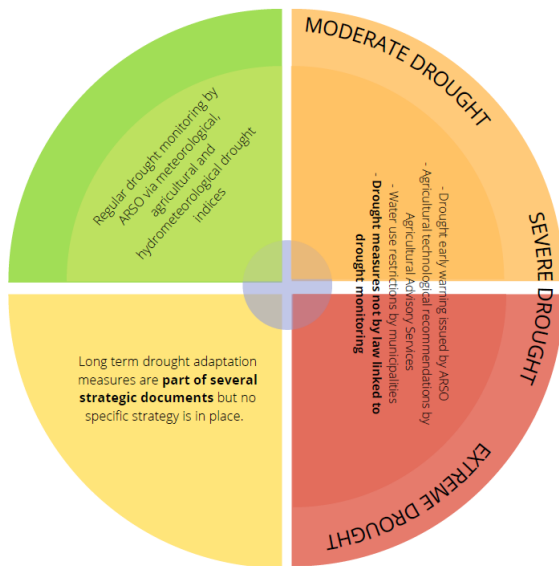 MODERATE DROUGHT
Regular drought monitoring by
ARSO via meteorological,
agricultural and
hydrometeorological drought
indices
- Drought early warning issued by ARSO
- Agricultural technological recommendations by
Agricultural Advisory Services
- Water use restrictions by municipalities
- Drought measures not by law linked to
drought monitoring
SEVERE DROUGHT
Long term drought adaptation
measures are part of several
strategic documents but no
specific strategy is in place.
EXTREME DROUGHT